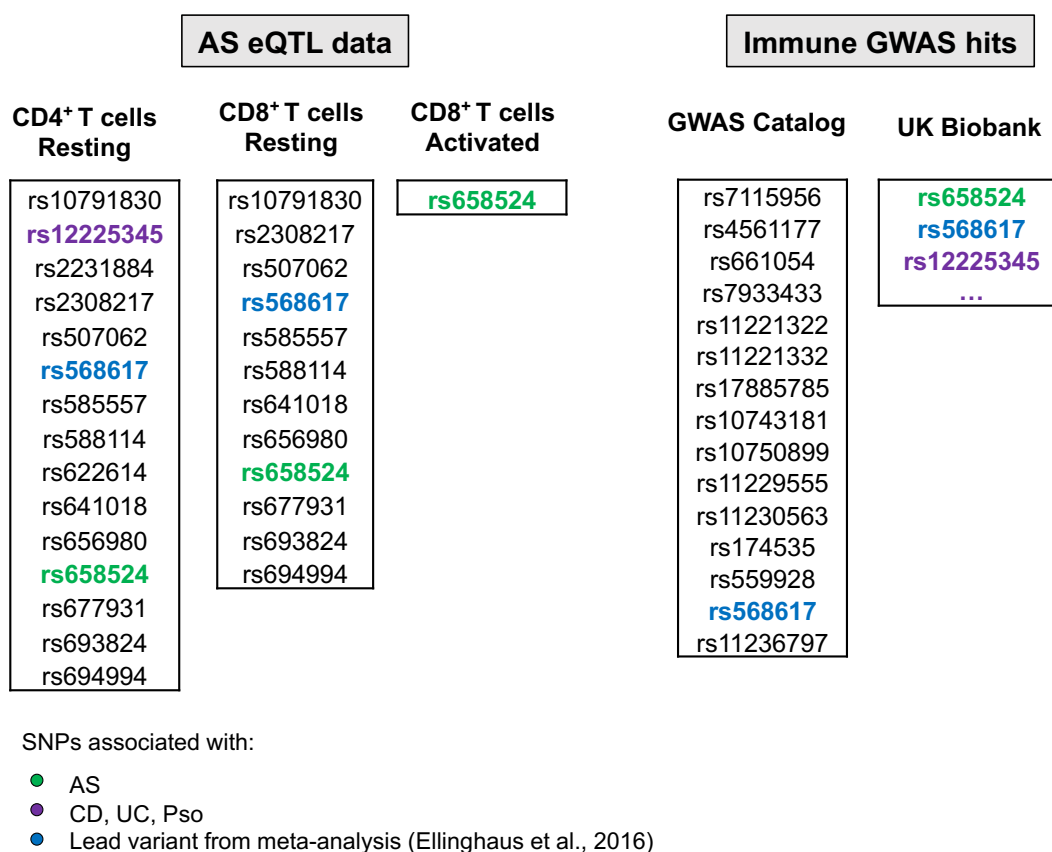 AS eQTL data
Immune GWAS hits
CD4+ T cells
Resting
CD8+ T cells
Resting
CD8+ T cells
Activated
GWAS Catalog
UK Biobank
rs10791830
rs12225345
rs2231884
rs2308217
rs507062
rs568617
rs585557
rs588114
rs622614
rs641018
rs656980
rs658524
rs677931
rs693824
rs694994
rs10791830
rs2308217
rs507062
rs568617
rs585557
rs588114
rs641018
rs656980
rs658524
rs677931
rs693824
rs694994
rs658524
rs7115956
rs4561177
rs661054
rs7933433
rs11221322
rs11221332
rs17885785
rs10743181
rs10750899
rs11229555
rs11230563
rs174535
rs559928
rs568617
rs11236797
rs658524
rs568617
rs12225345
...
SNPs associated with:
AS
CD, UC, Pso
Lead variant from meta-analysis (Ellinghaus et al., 2016)